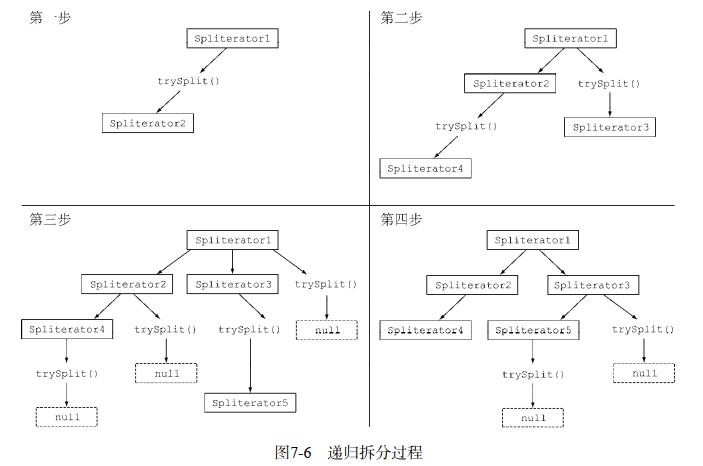 第一步
Spliterator1
trySplit()
Spliterator2
第二步
Spliterator1
Spliterator2
trySplit()
trySplit()
Spliterator3
Spliterator4
第三步
Spliterator1
Spliterator2
Spliterator3
trySplit()
Spliterator4
trySplit()
trySplit()
null
trySplit()
null
Spliterator5
null
第四步
Spliterator1
Spliterator2
Spliterator3
Spliterator4
Spliterator5
trySplit()
trySplit()
null
null
图7-6 递归拆分过程